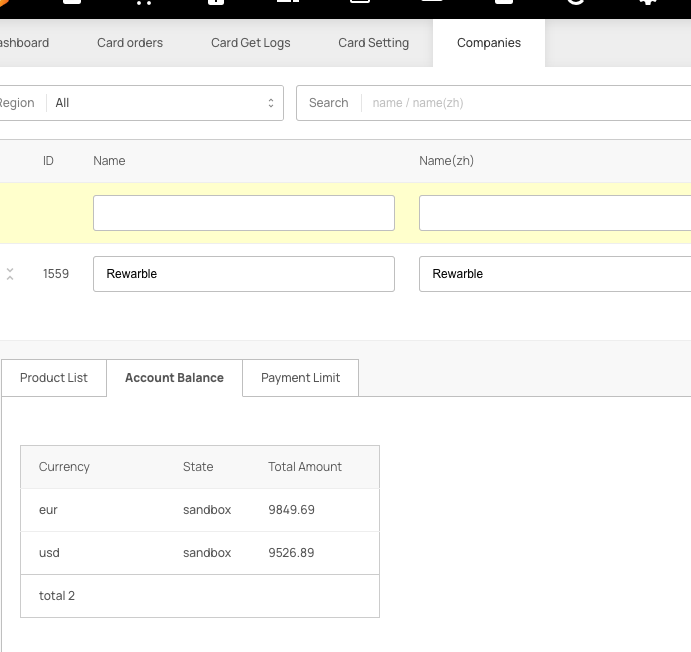 ashboard Card orders Card Get Logs Card Setting Companies
Region All Search name / name(zh)
ID Name Name(zh)
1559 Rewarble Rewarble
Product List Account Balance Payment Limit
Currency State Total Amount
eur sandbox 9849.69
usd sandbox 9526.89
total 2